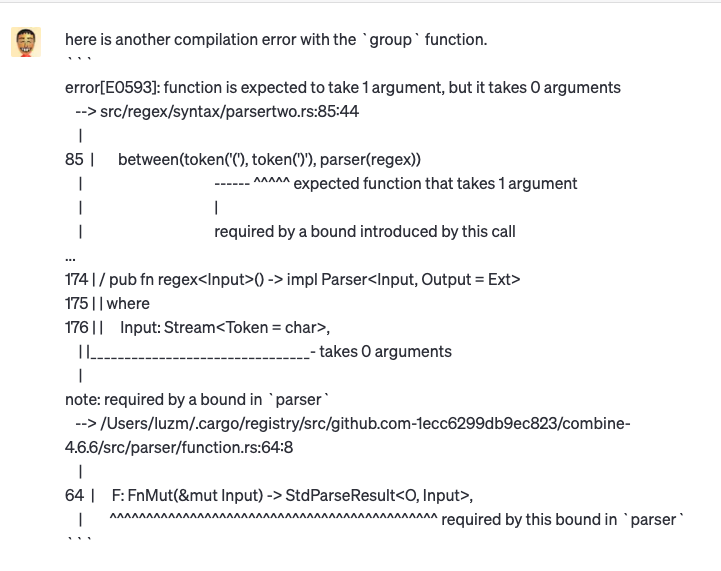 here is another compilation error with the `group` function.
```
error[E0593]: function is expected to take 1 argument, but it takes 0 arguments
--> src/regex/syntax/parsertwo.rs:85:44
|
85 | between(token('('), token(')'), parser(regex))
| ------ ^^^^^ expected function that takes 1 argument
| |
| required by a bound introduced by this call
...
174 | / pub fn regex<Input>() -> impl Parser<Input, Output = Ext>
175 | | where
176 | | Input: Stream<Token = char>,
| |_________________________________- takes 0 arguments
|
note: required by a bound in `parser`
--> /Users/luzm/.cargo/registry/src/github.com-1ecc6299db9ec823/combine-
4.6.6/src/parser/function.rs:64:8
|
64 | F: FnMut(&mut Input) -> StdParseResult<O, Input>,
| ^^^^^^^^^^^^^^^^^^^^^^^^^^^^^^^^^^^^^^^^^^^^ required by this bound in `parser`
```